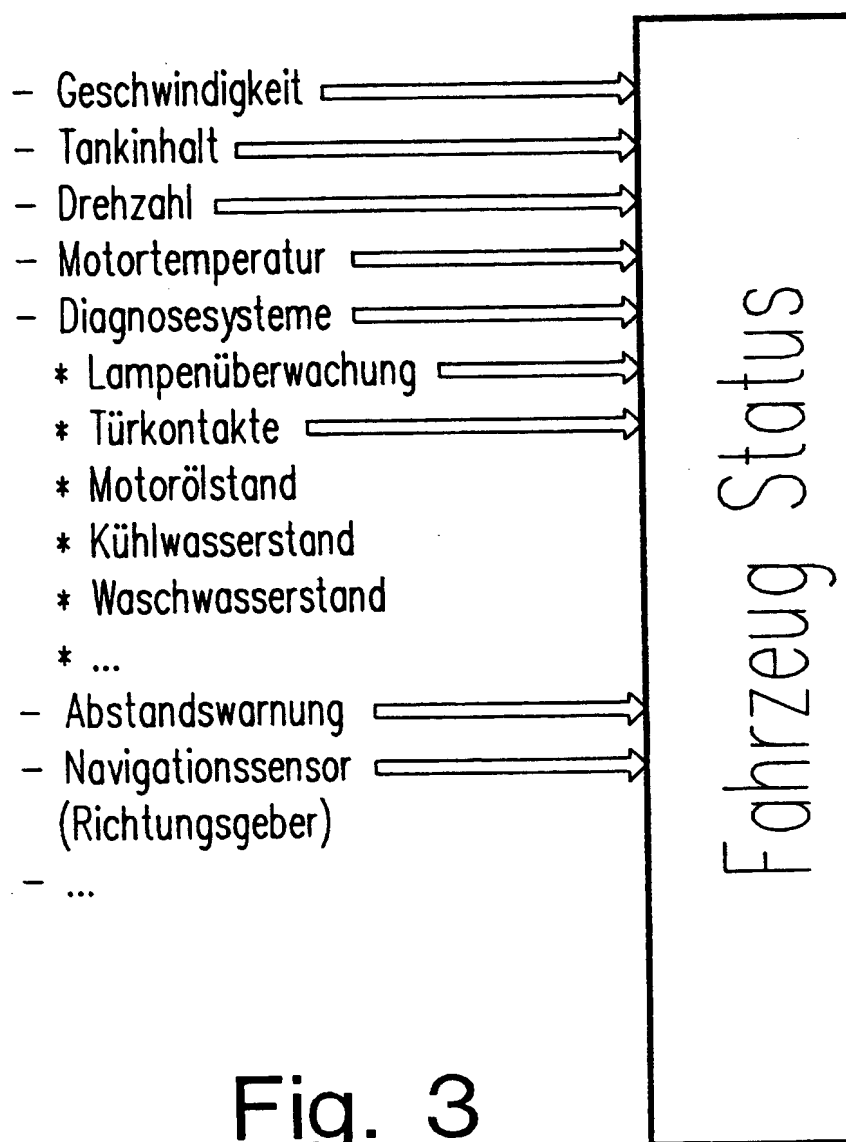 - Geschwindigkeit
- Tankinhalt
- Drehzahl
- Motortemperatur
- Diagnosesysteme
* Lampenüberwachung
* Türkontakte
* Motorölstand
* Kühlwasserstand
* Waschwasserstand
* ...
- Abstandswarnung
- Navigationssensor
(Richtungsgeber)
- ...
Fahrzeug Status
Fig. 3